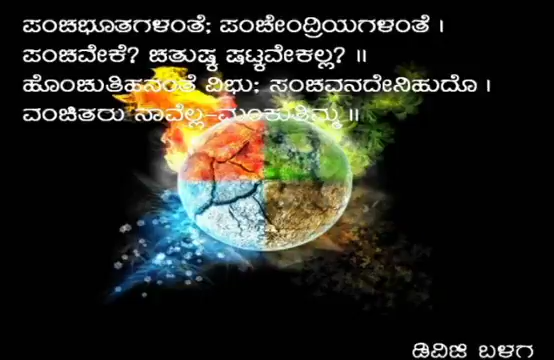 ಪಂಚಭೂತಗಳಂತೆ; ಪಂಚೇಂದ್ರಿಯಗಳಂತೆ ।
ಪಂಚವೇಕೆ? ಚತುಷ್ಕ ಷಟ್ಕವೇಕಲ್ಲ? ॥
ಹೊಂಚುತಿಹನಂತೆ ವಿಭು; ಸಂಚವನದೇನಿಹುದೊ ।
ವಂಚಿತರು ನಾವೆಲ್ಲ-ಮಂಕುತಿಮ್ಮ ॥
ಡಿವಿಜಿ ಬಳಗ